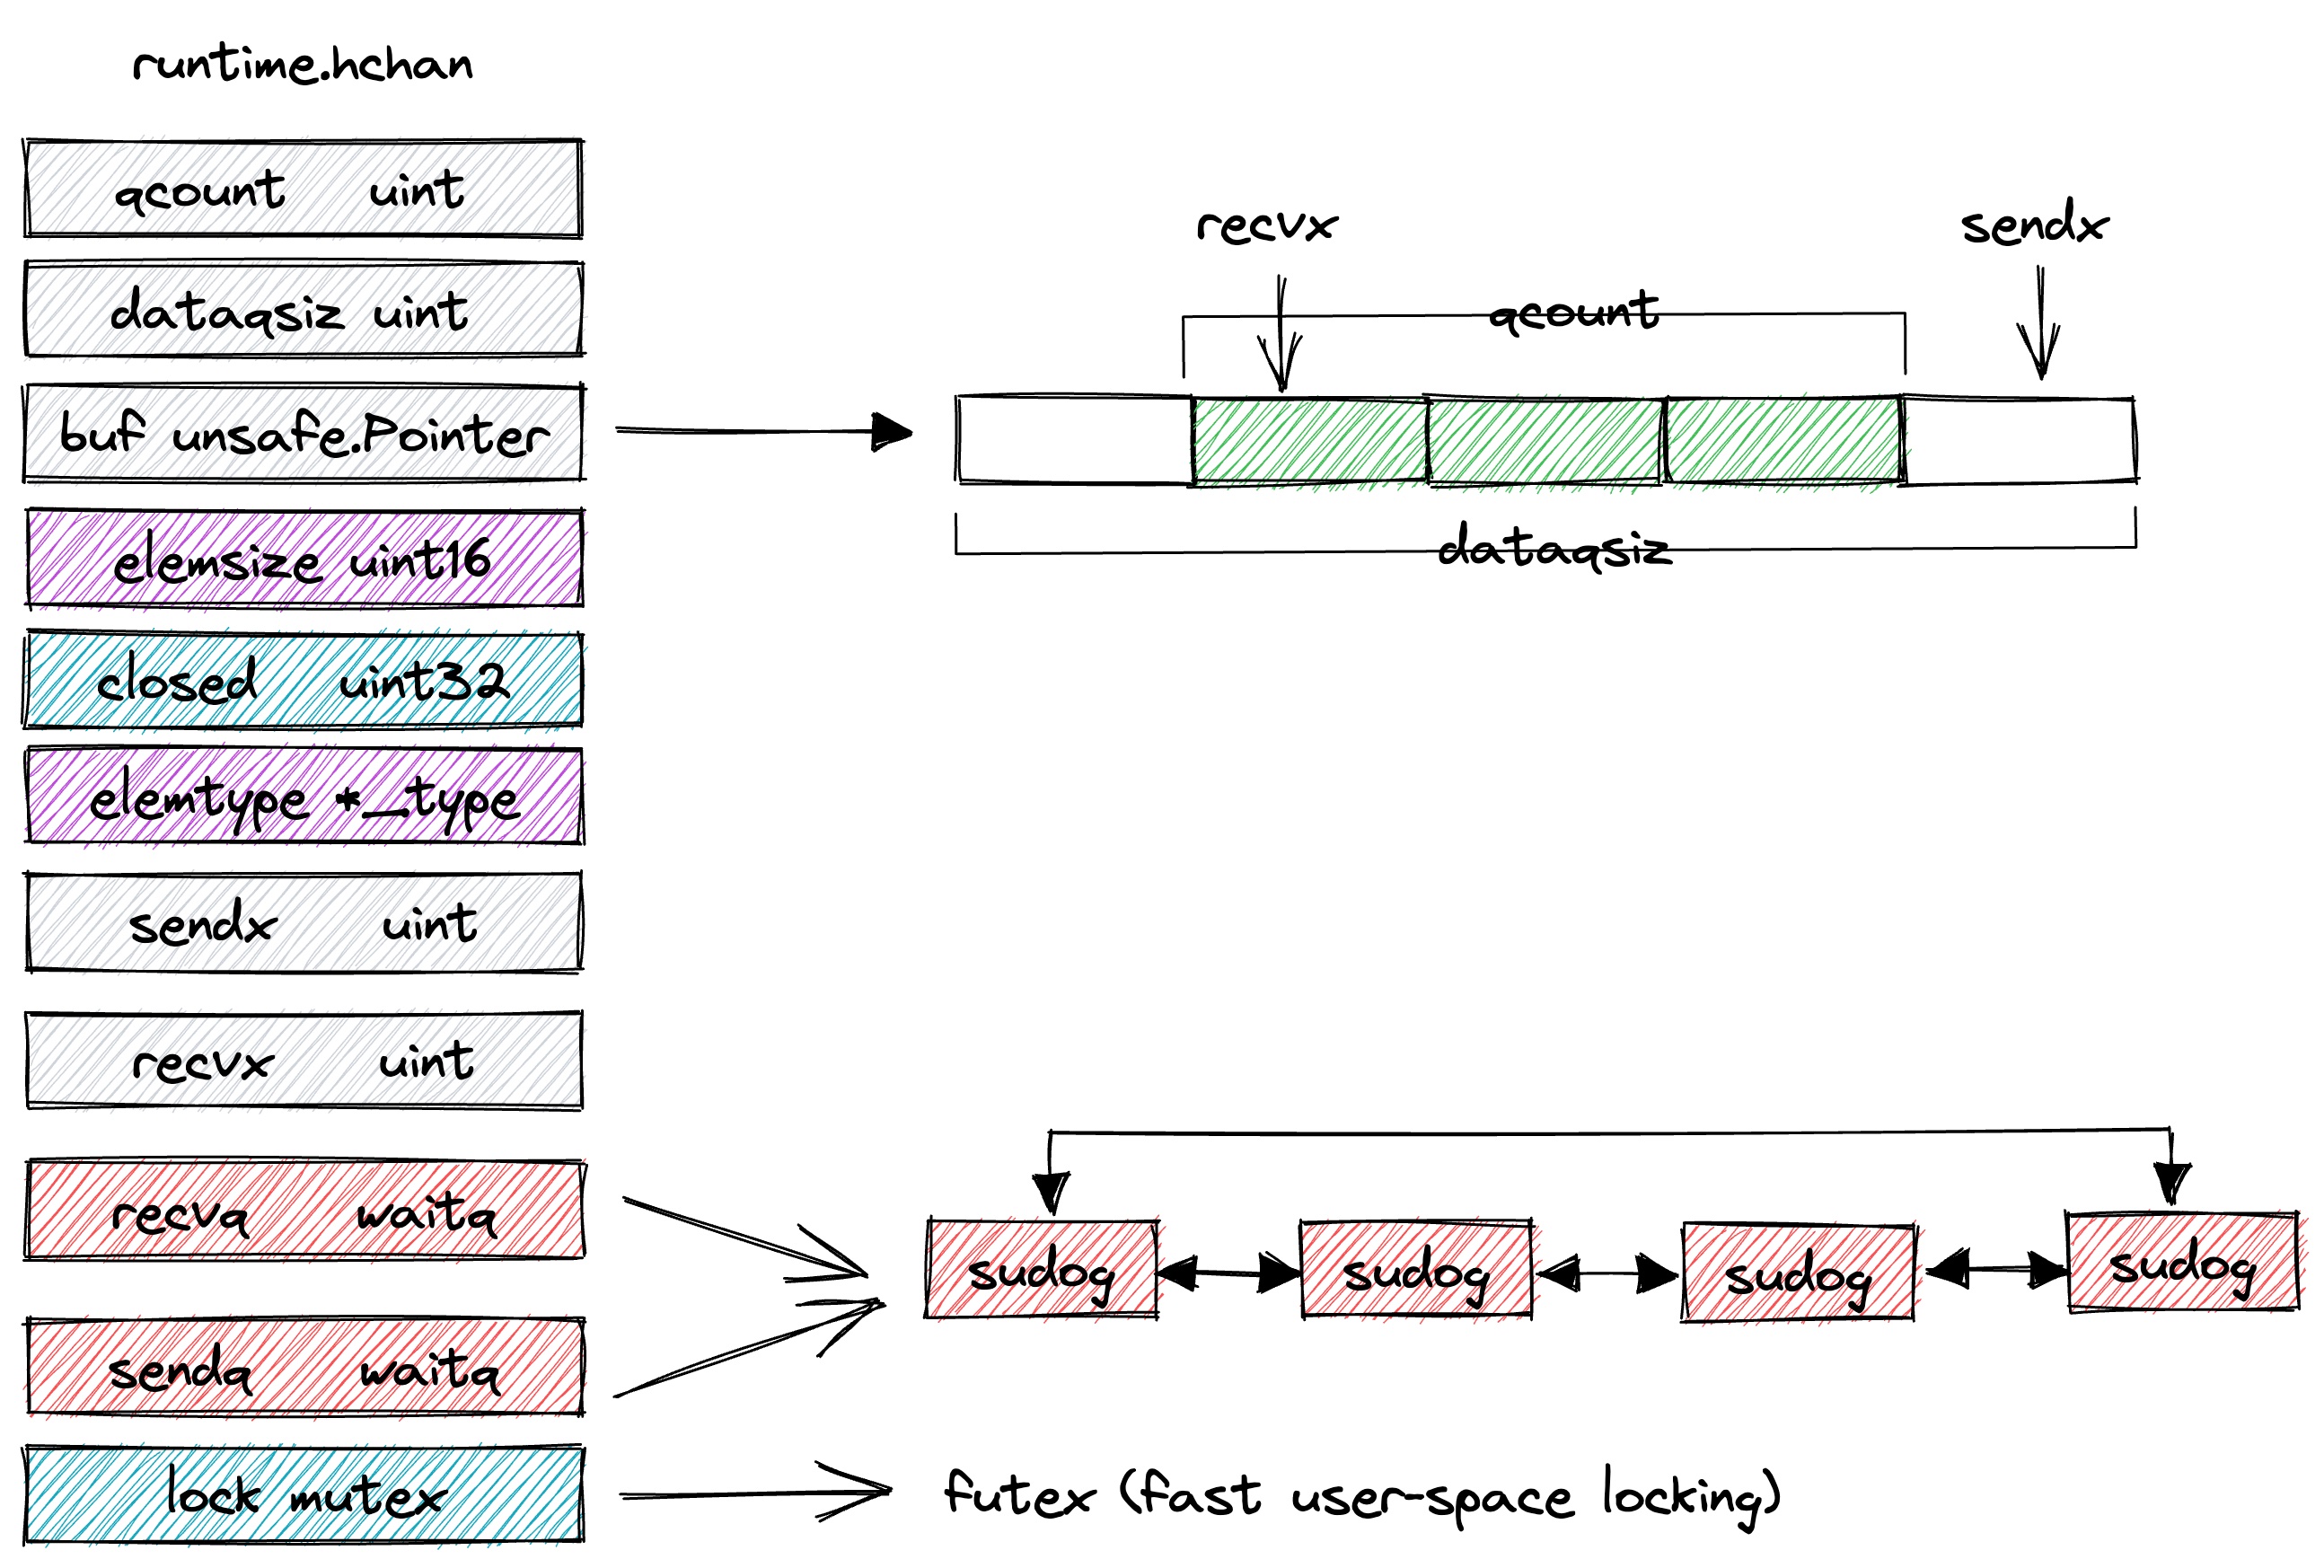 runtime.hchan
qcount uint
dataqsiz uint
buf unsafe.Pointer
elemsize uint16
closed uint32
elemtype *_type
sendx uint
recvx uint
recvq waitq
sendq waitq
lock mutex
recvx
sendx
qcount
dataqsiz
sudog
sudog
sudog
sudog
futex (fast user-space locking)